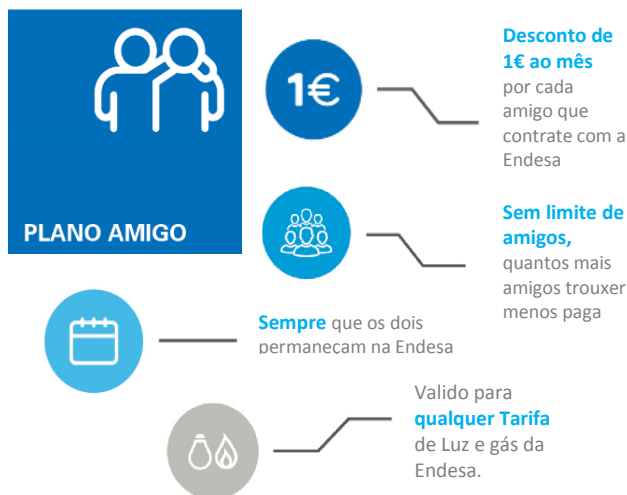 PLANO AMIGO
1€
Desconto de
1€ ao mês
por cada
amigo que
contrate com a
Endesa
Sem limite de
amigos,
quantos mais
amigos trouxer
menos paga
Sempre que os dois
permanecam na Endesa
Valido para
qualquer Tarifa
de Luz e gás da
Endesa.